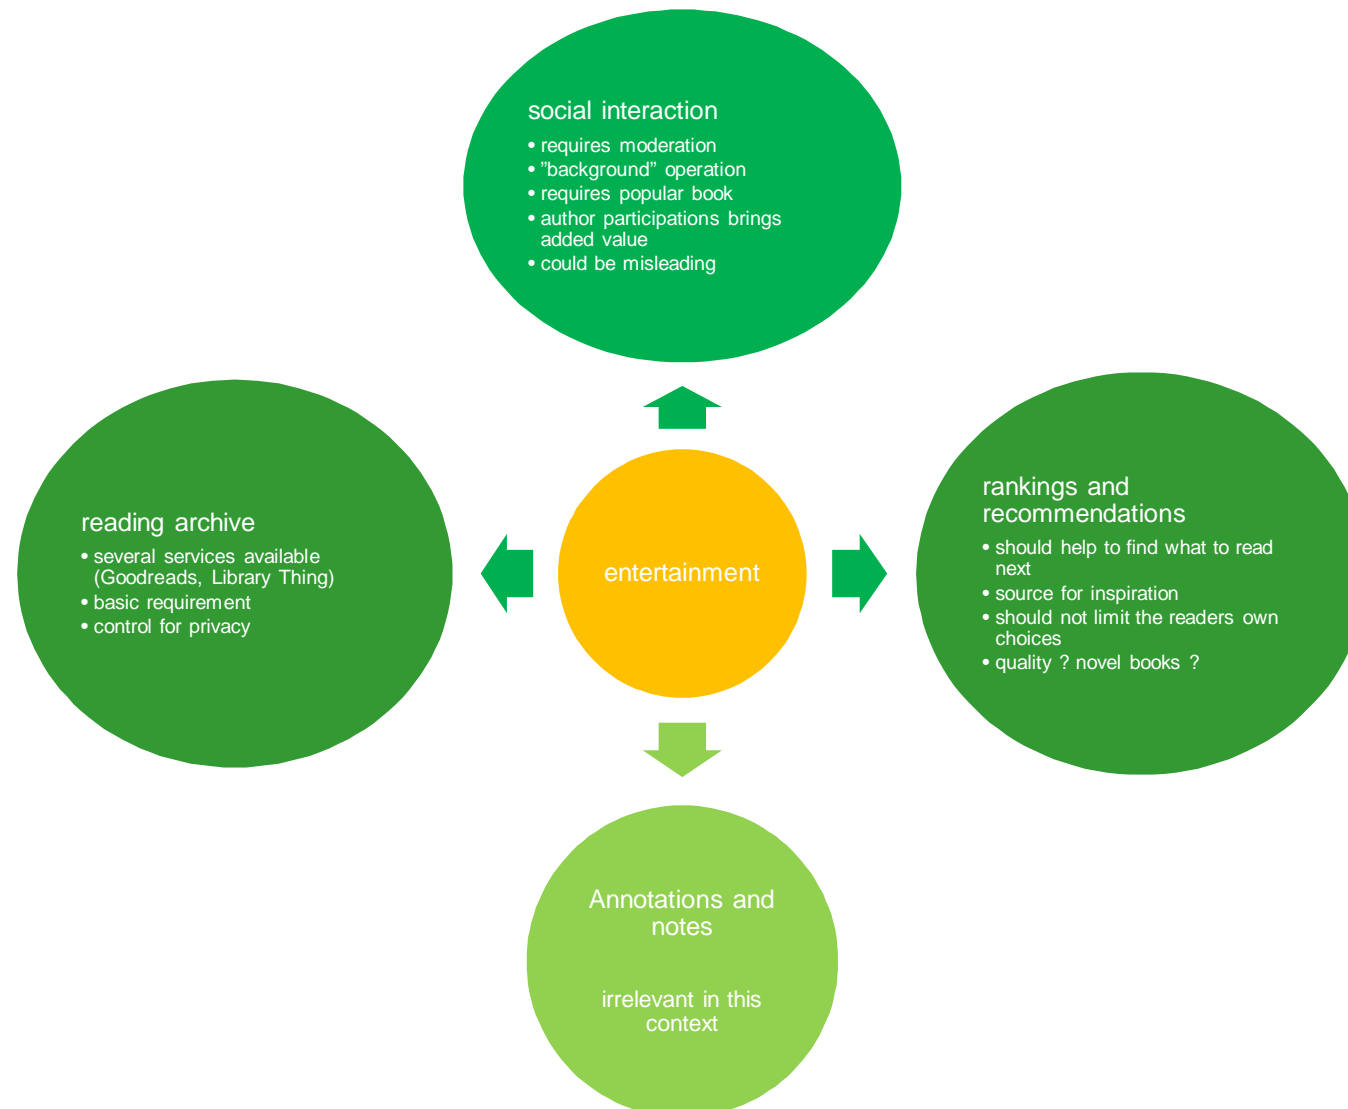 social interaction
• requires moderation
• ”background” operation
• requires popular book
• author participations brings
added value
• could be misleading
reading archive
• several services available
(Goodreads, Library Thing)
• basic requirement
• control for privacy
entertainment
rankings and
recommendations
• should help to find what to read
next
• source for inspiration
• should not limit the readers own
choices
• quality ? novel books ?
Annotations and
notes
irrelevant in this
context